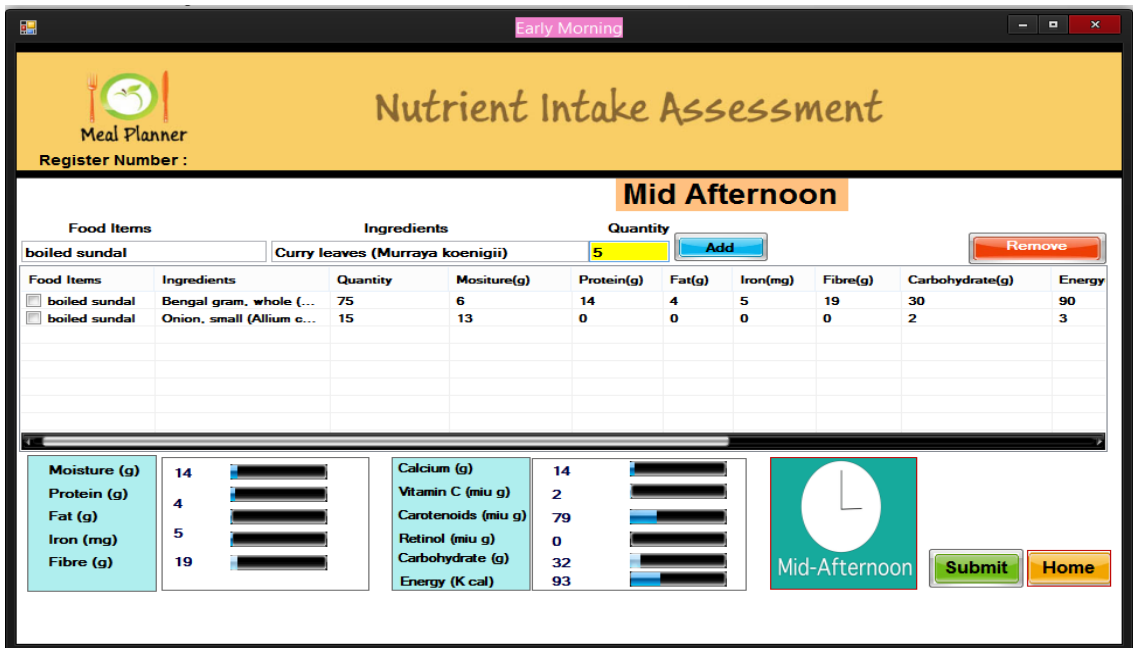 Early Morning
Nutrient Intake Assessment
Meal Planner
Register Number :
Mid Afternoon
Food Items Ingredients Quantity
boiled sundal Curry leaves (Murraya koenigii) 5 Add Remove
Food Items Ingredients Quantity Mositure(g) Protein(g) Fat(g) Iron(mg) Fibre(g) Carbohydrate(g) Energy
boiled sundal Bengal gram, whole (... 75 6 14 4 5 19 30 90
boiled sundal Onion, small (Allium c... 15 13 0 0 0 0 2 3
Moisture (g) 14
Protein (g)
Fat (g) 4
Iron (mg) 5
Fibre (g) 19
Calcium (g) 14
Vitamin C (miu g) 2
Carotenoids (miu g) 79
Retinol (miu g) 0
Carbohydrate (g) 32
Energy (K cal) 93
Mid-Afternoon
Submit Home